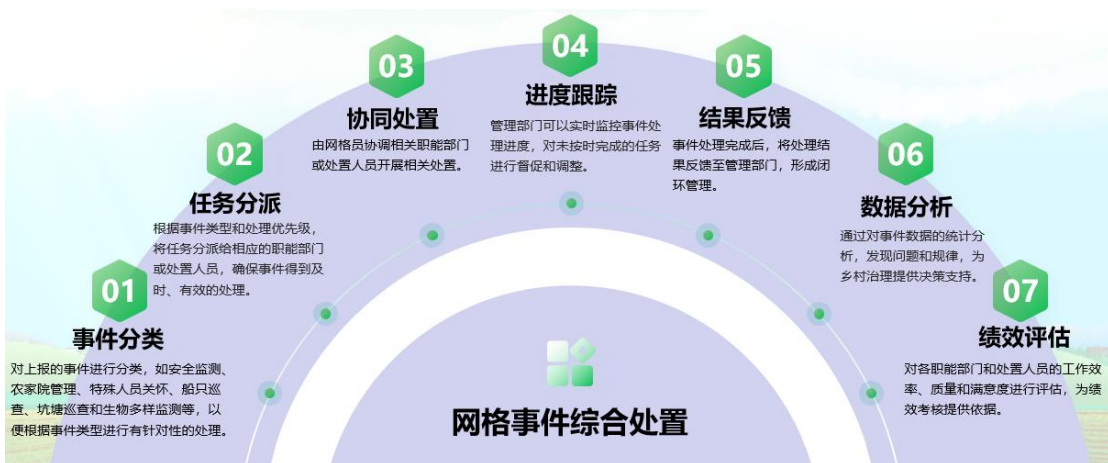 01
事件分类
对上报的事件进行分类，如安全监测、
农家院管理、特殊人员关怀、船只巡
查、坑塘巡查和生物多样监测等，以
便根据事件类型进行有针对性的处理。
02
任务分派
根据事件类型和处理优先级，
将任务分派给相应的职能部门
或处置人员，确保事件得到及
时、有效的处理。
03
协同处置
由网格员协调相关职能部门
或处置人员开展相关处置。
04
进度跟踪
管理部门可以实时监控事件处
理进度，对未按时完成的任务
进行督促和调整。
05
结果反馈
事件处理完成后，将处理结
果反馈至管理部门，形成闭
环管理。
06
数据分析
通过对事件数据的统计分
析，发现问题和规律，为
乡村治理提供决策支持。
07
绩效评估
对各职能部门和处置人员的工作效
率、质量和满意度进行评估，为绩
效考核提供依据。
网格事件综合处置